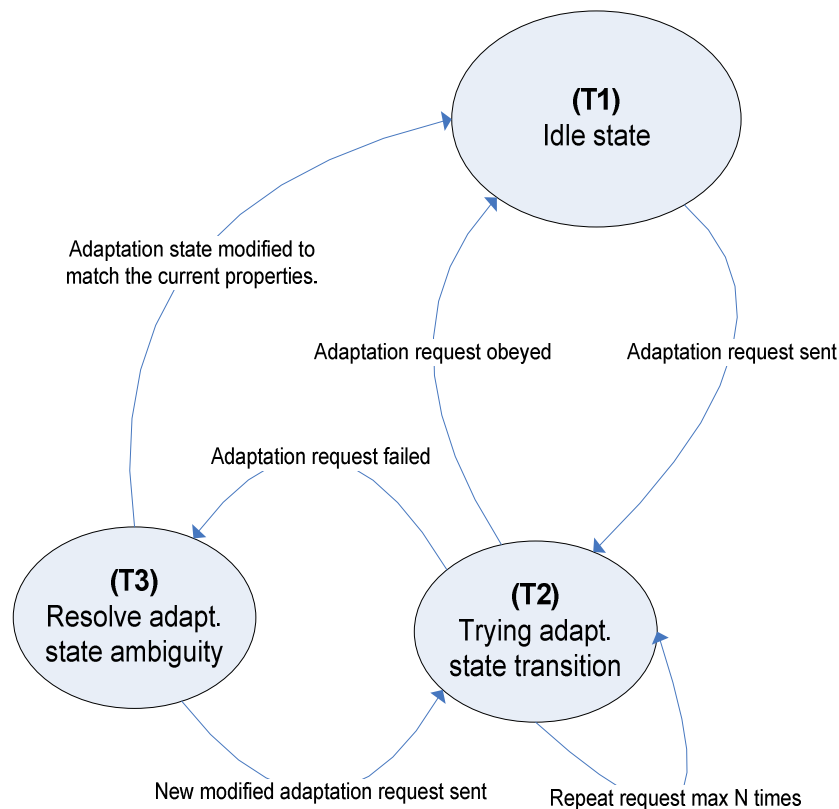 (T1)
Idle state
Adaptation state modified to
match the current properties.
Adaptation request obeyed
Adaptation request sent
Adaptation request failed
(T3)
Resolve adapt.
state ambiguity
(T2)
Trying adapt.
state transition
New modified adaptation request sent
Repeat request max N times